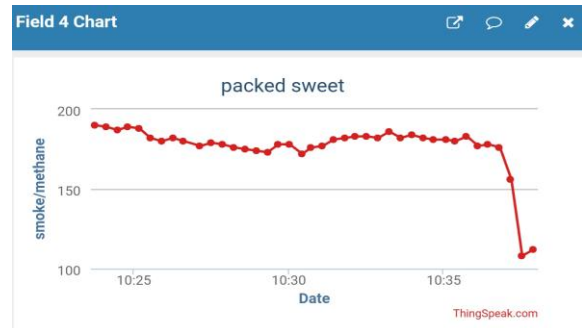 Field 4 Chart
packed sweet
200
150
100
smoke/methane
10:25 10:30 10:35
Date
ThingSpeak.com